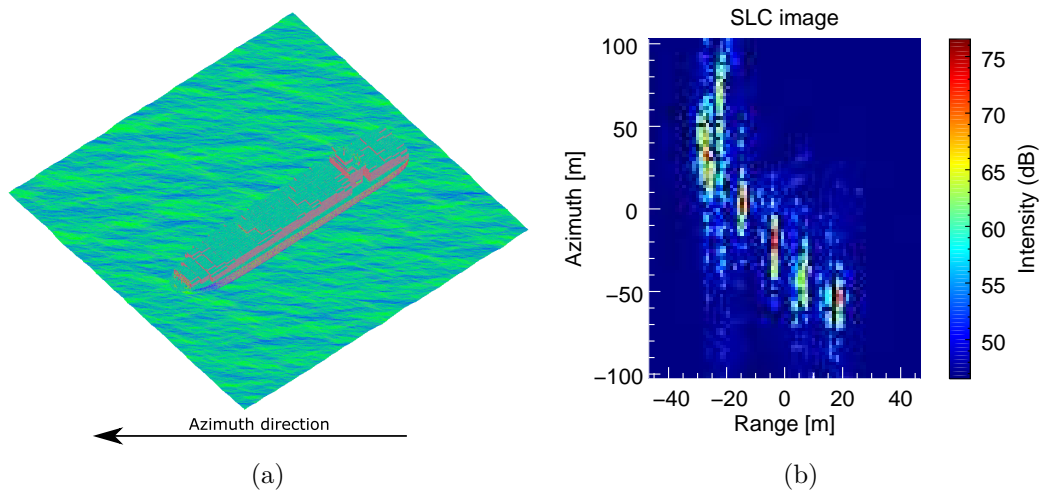 SLC image
100
50
0
−50
−100
Azimuth [m]
−40 −20 0 20 40
Range [m]
75
70
65
60
55
50
Intensity (dB)
Azimuth direction
(a)
(b)